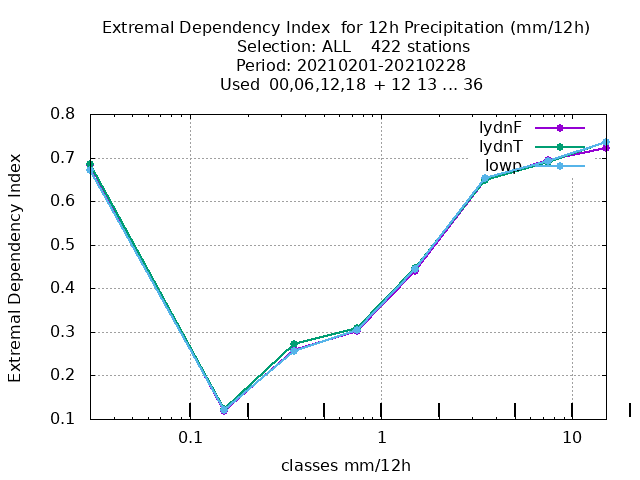 Extremal Dependency Index  for 12h Precipitation (mm/12h)
Selection: ALL    422 stations
Period: 20210201-20210228
Used  00,06,12,18  + 12 13 ... 36
lydnF
lydnT
lowp
0.8
0.7
0.6
0.5
0.4
0.3
0.2
0.1
Extremal Dependency Index
0.1
1
10
classes mm/12h